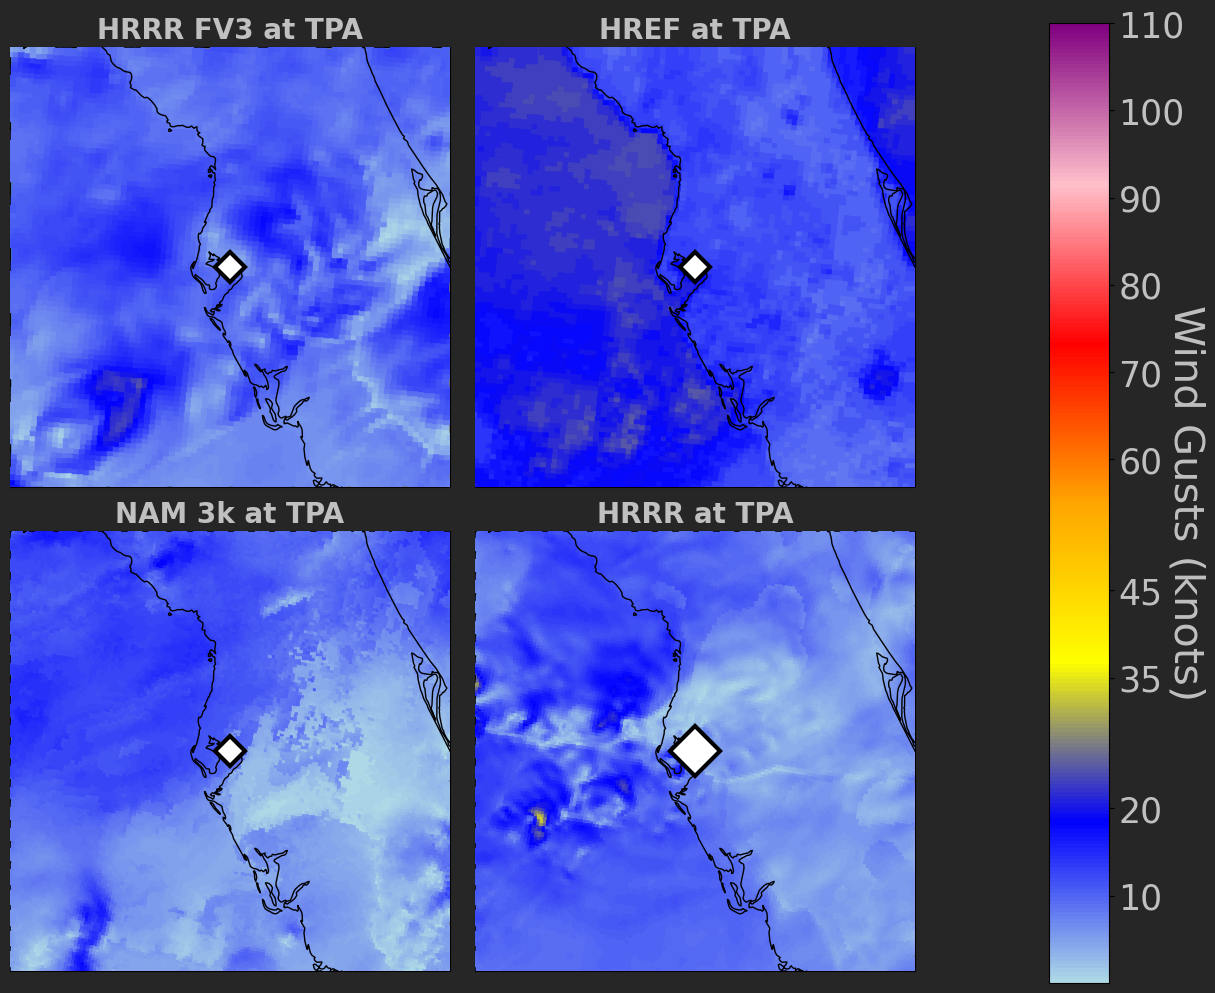 HRRR FV3 at TPA
HREF at TPA
NAM 3k at TPA
HRRR at TPA
110
100
90
80
70
60
45
35
20
10
Wind Gusts (knots)